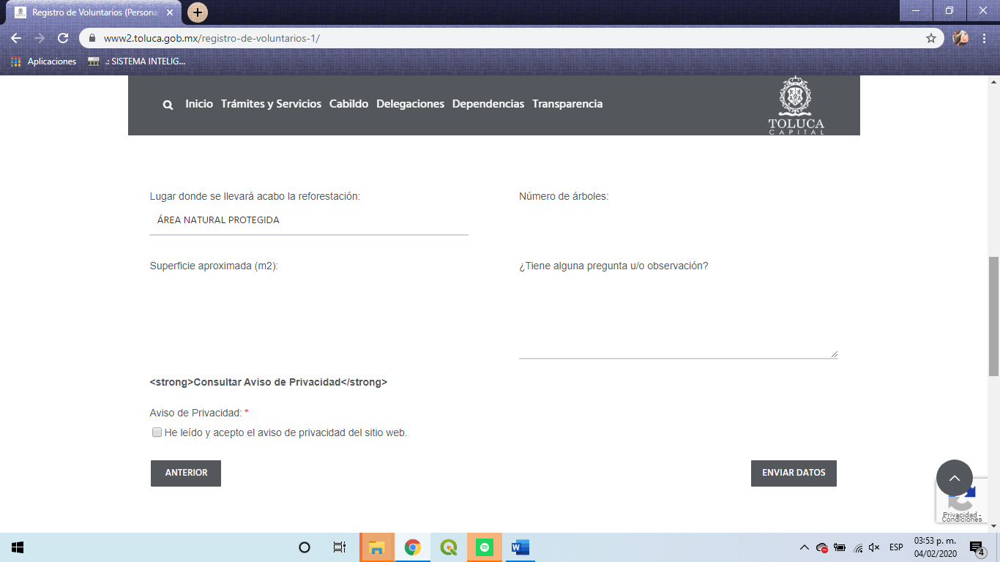 Registro de Voluntarios (Persona
www2.toluca.gob.mx/registro-de-voluntarios-1/
Aplicaciones
.: SISTEMA INTELIG...
Inicio Trámites y Servicios Cabildo Delegaciones Dependencias Transparencia
TOLUCA
CAPITAL
Lugar donde se llevará acabo la reforestación:
Número de árboles:
ÁREA NATURAL PROTEGIDA
Superficie aproximada (m2):
¿Tiene alguna pregunta u/o observación?
<strong>Consultar Aviso de Privacidad</strong>
Aviso de Privacidad: *
He leído y acepto el aviso de privacidad del sitio web.
ANTERIOR
ENVIAR DATOS
Privacidad -
Condiciones
ESP
03:53 p. m.
04/02/2020
4